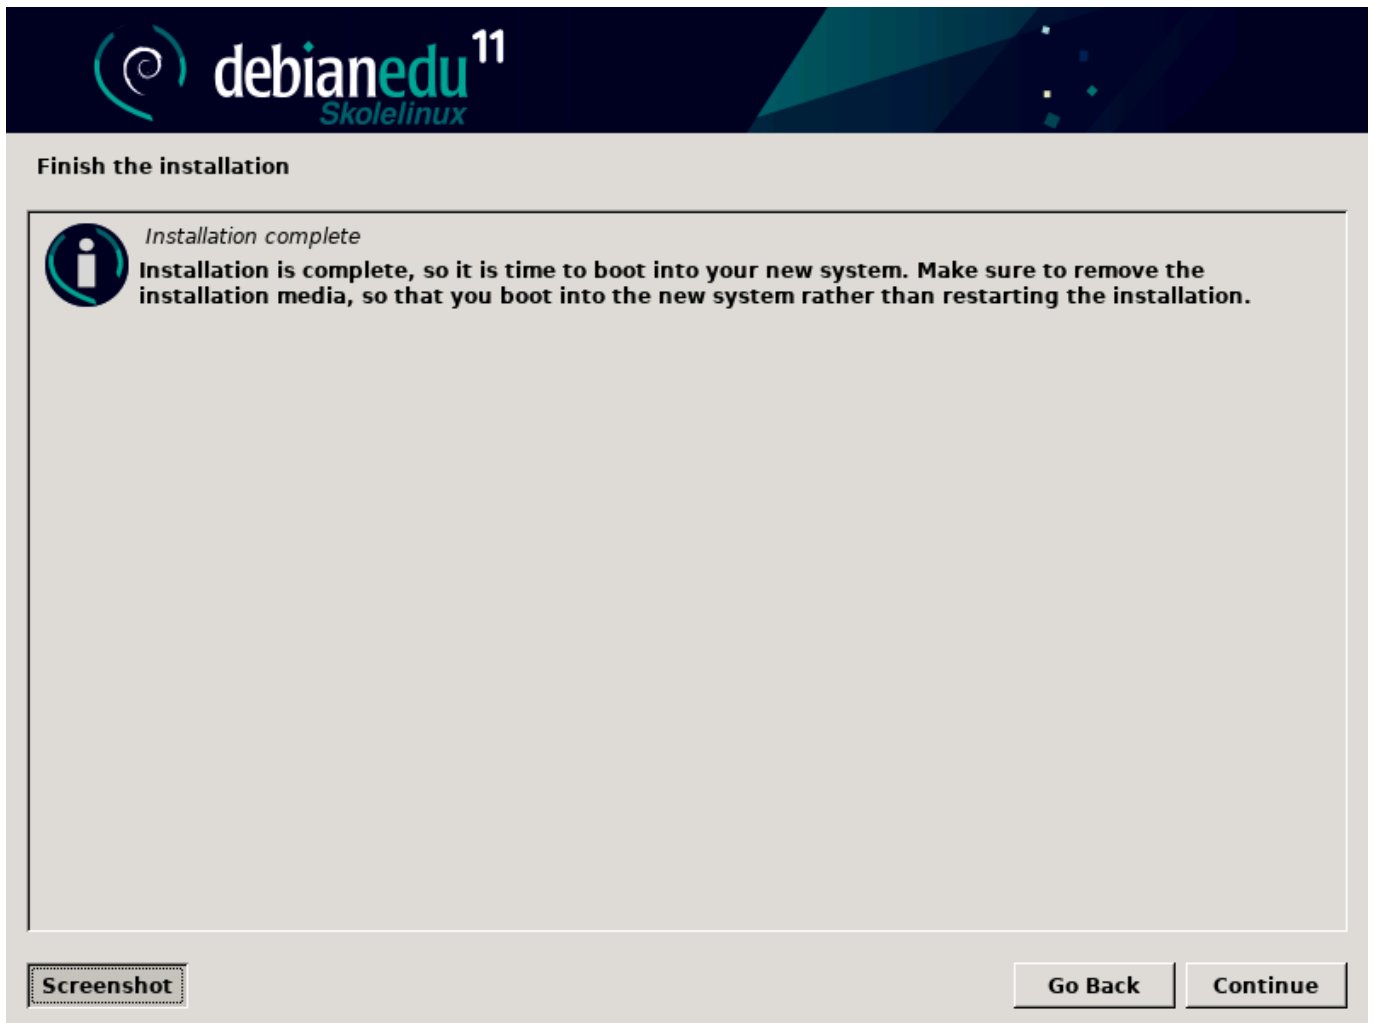 debianedu 11
Skolelinux
Finish the installation
Installation complete
Installation is complete, so it is time to boot into your new system. Make sure to remove the
installation media, so that you boot into the new system rather than restarting the installation.
Screenshot
Go Back
Continue